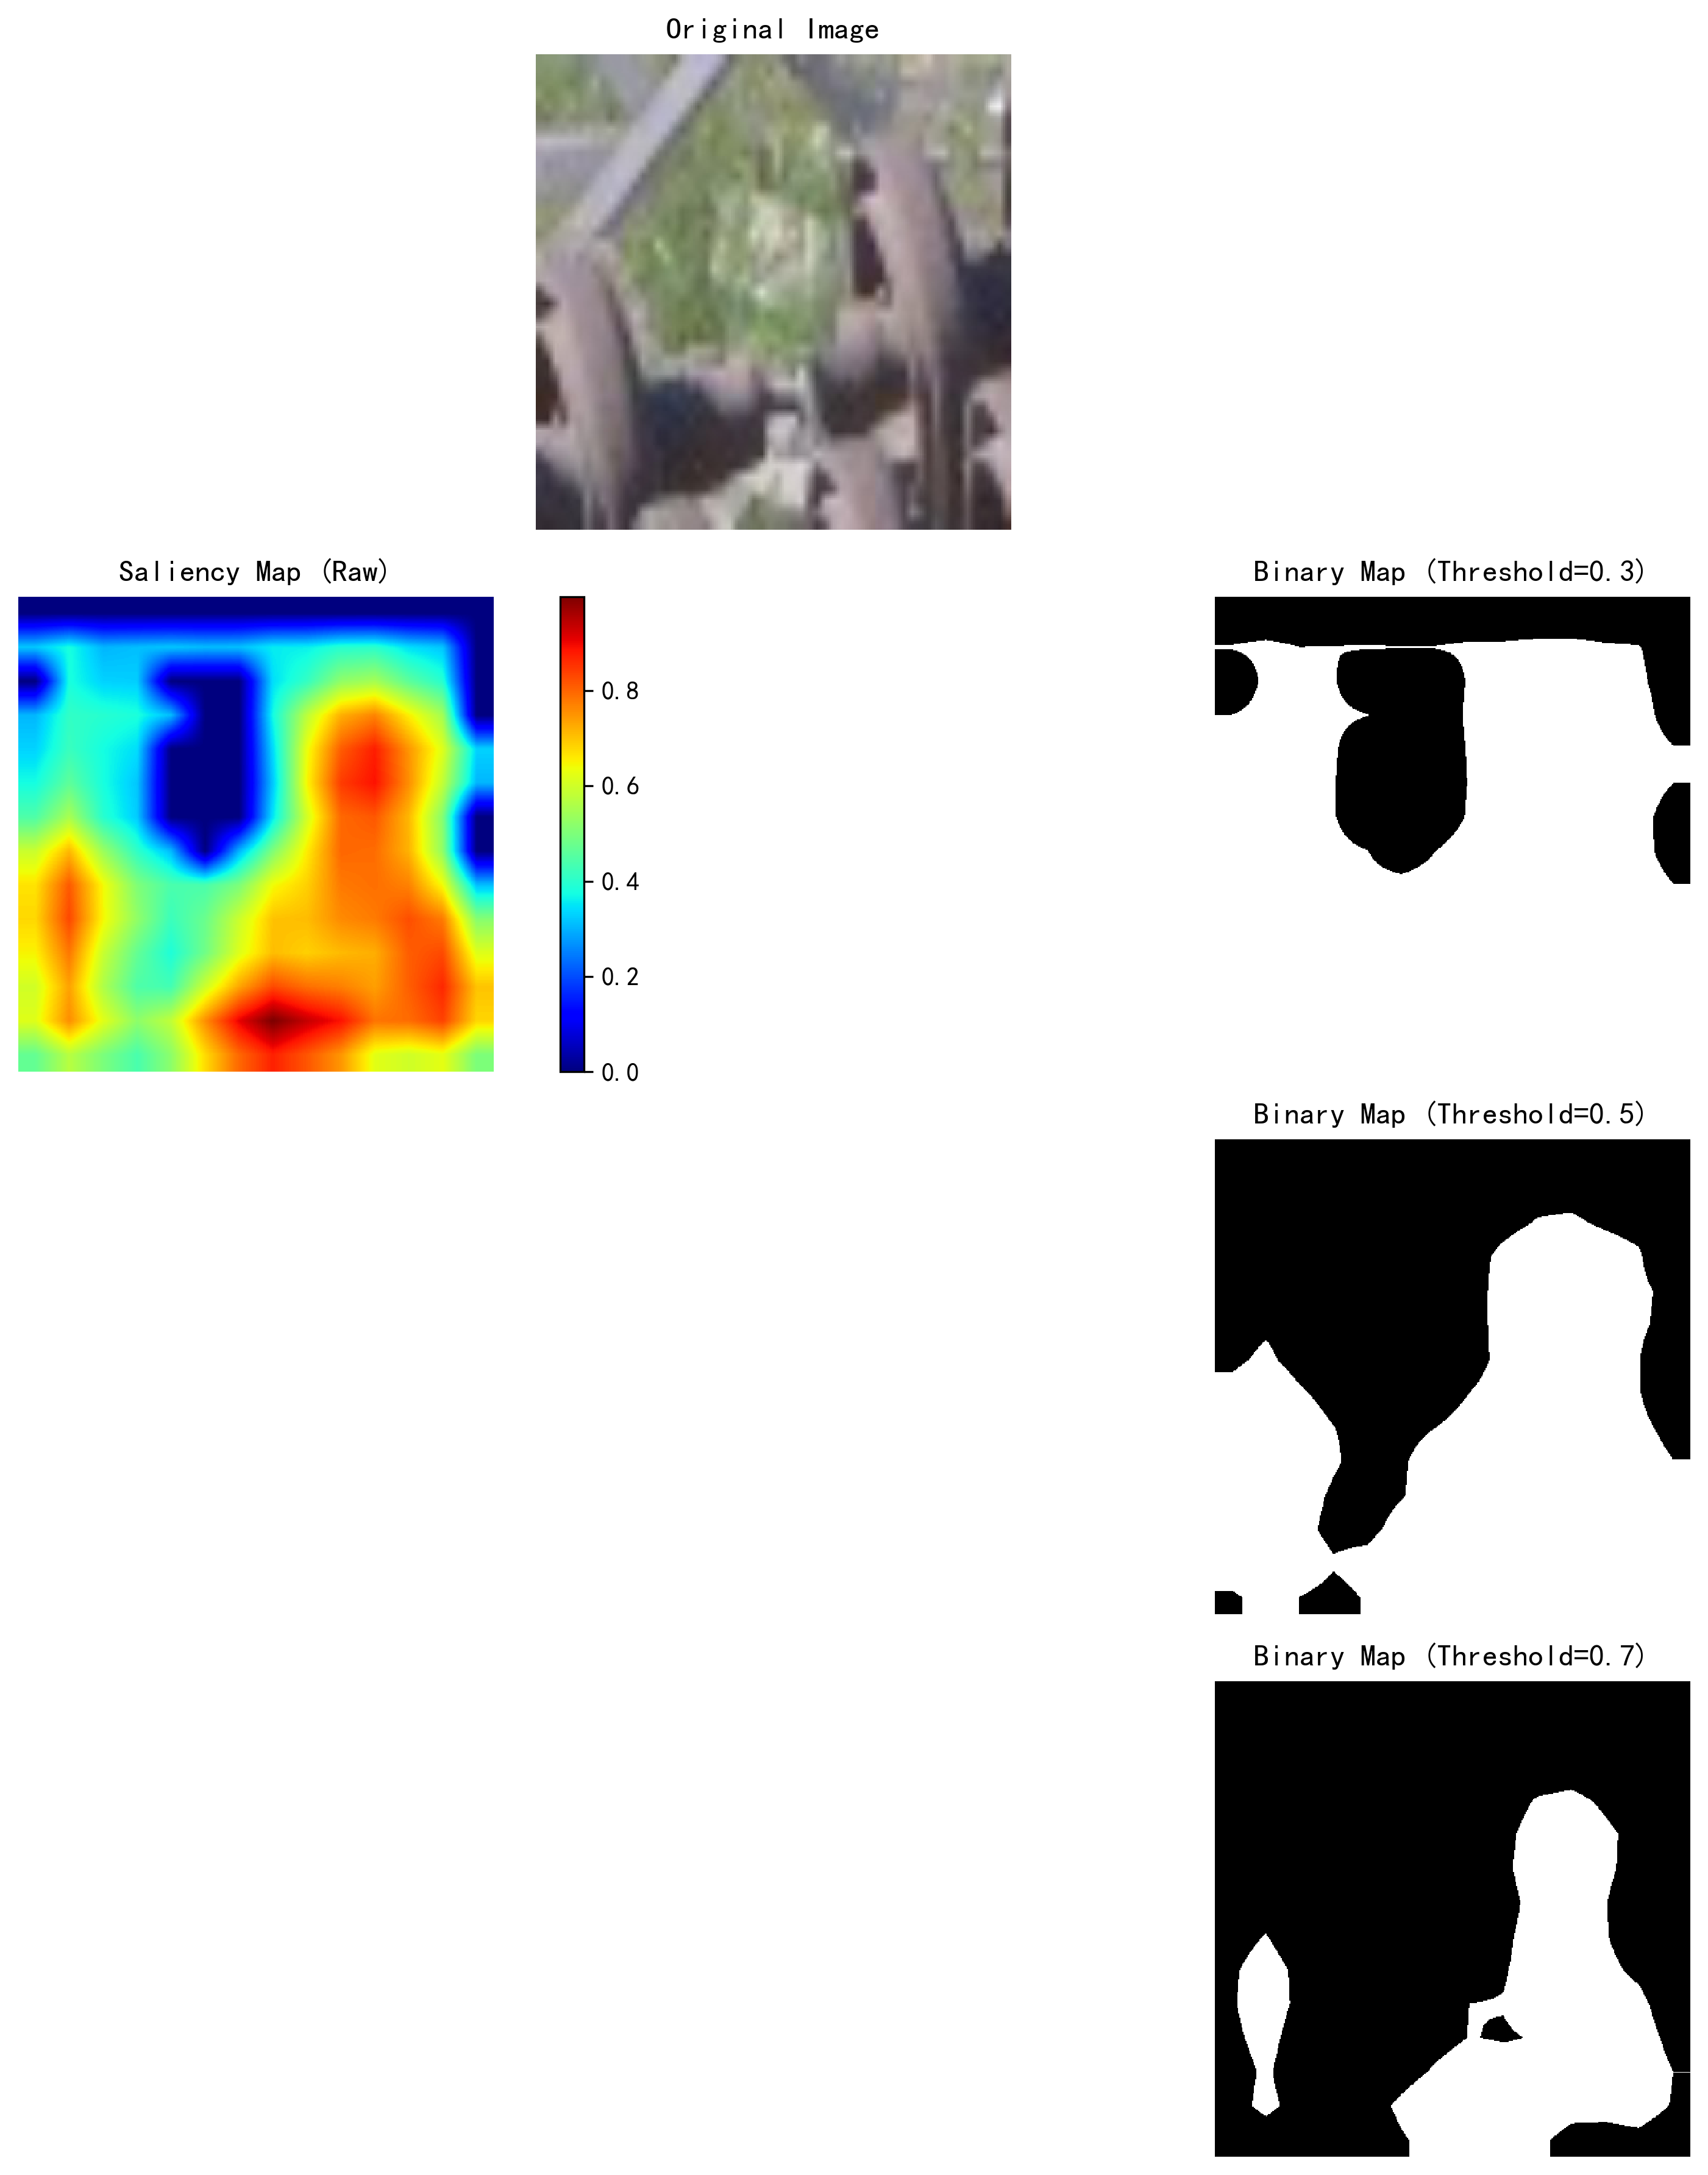 Original Image
Saliency Map (Raw)
Binary Map (Threshold=0.3)
0.8
0.6
0.4
0.2
0.0
Binary Map (Threshold=0.5)
Binary Map (Threshold=0.7)